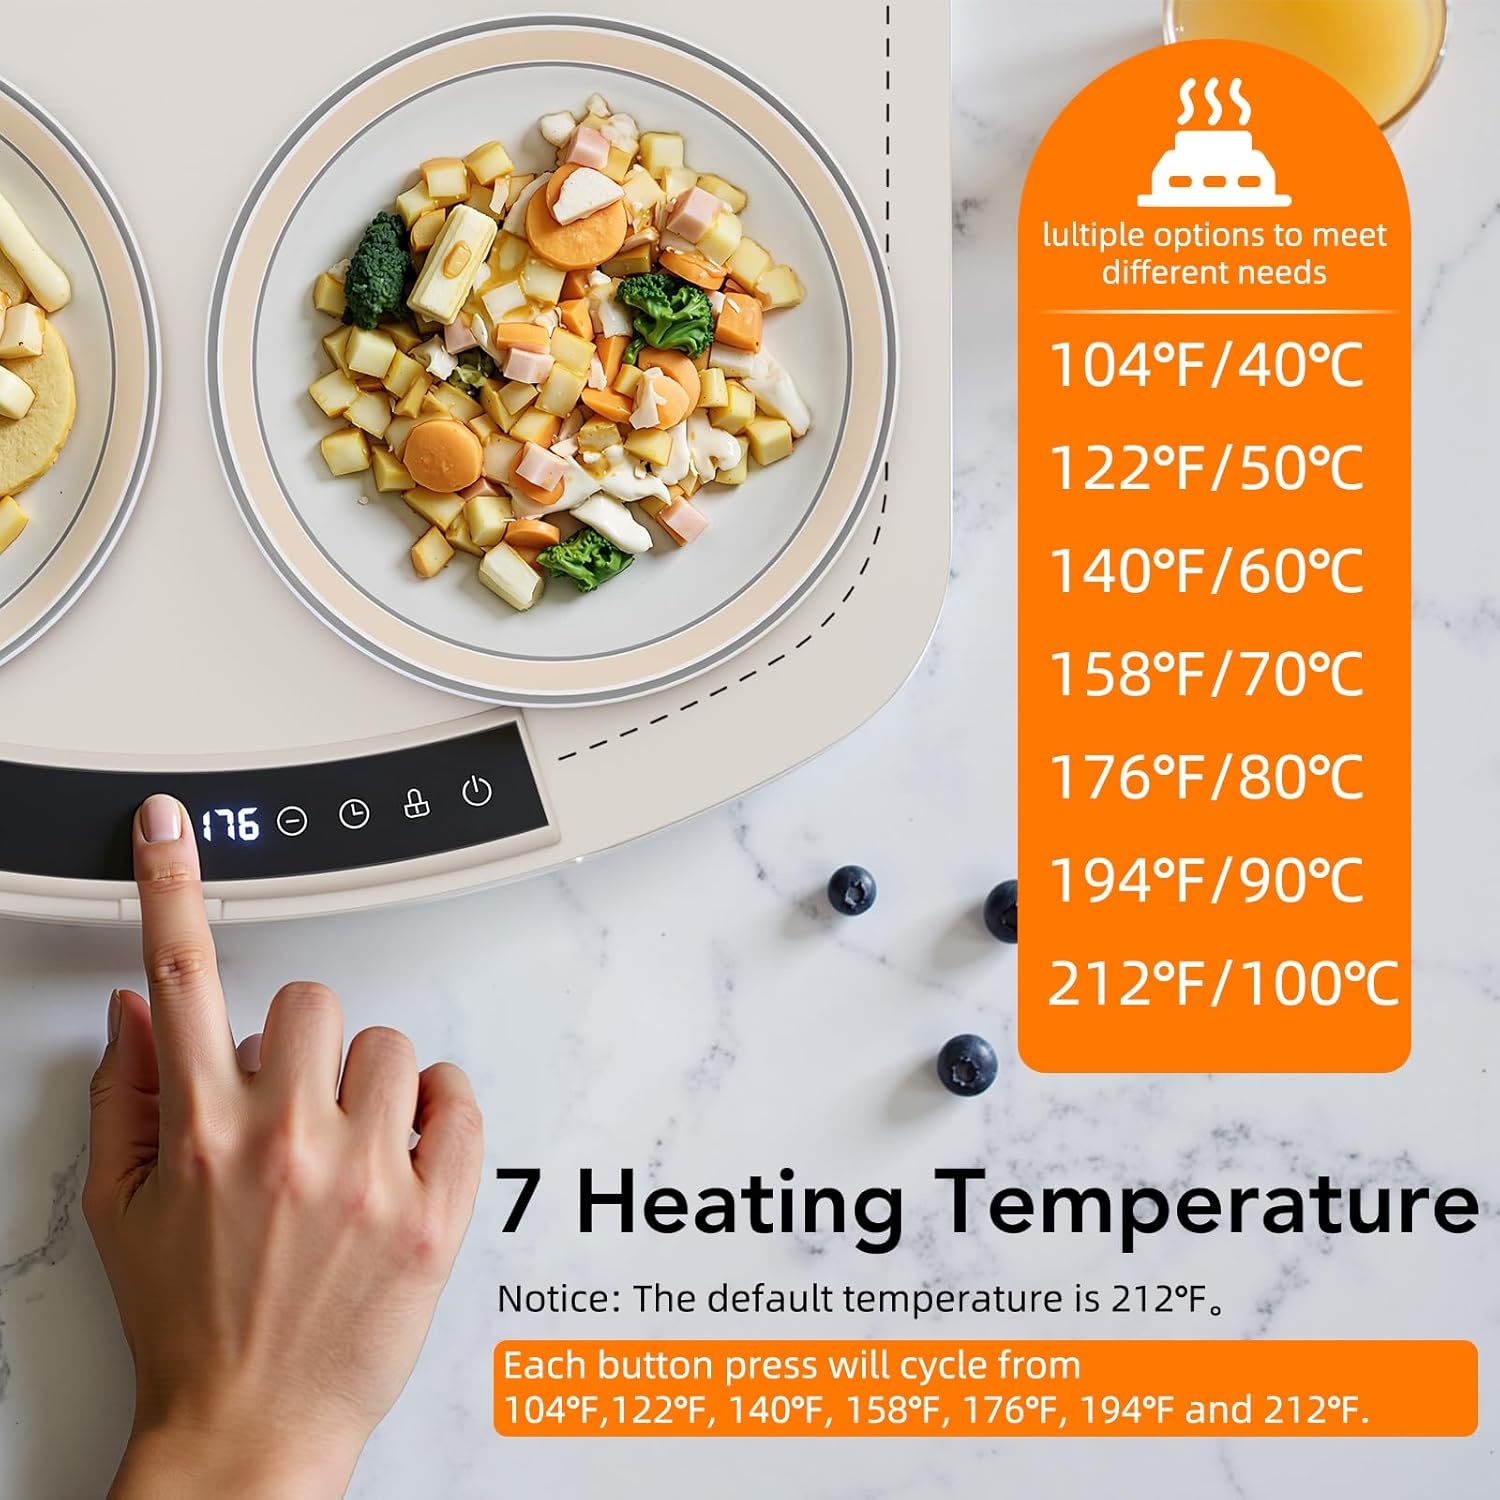 lultiple options to meet
different needs
104°F/40℃
122°F/50℃
140°F/60℃
158°F/70℃
176°F/80℃
194°F/90℃
212°F/100℃
176
7 Heating Temperature
Notice: The default temperature is 212°F。
Each button press will cycle from
104°F,122°F, 140°F, 158°F, 176°F, 194°F and 212°F.